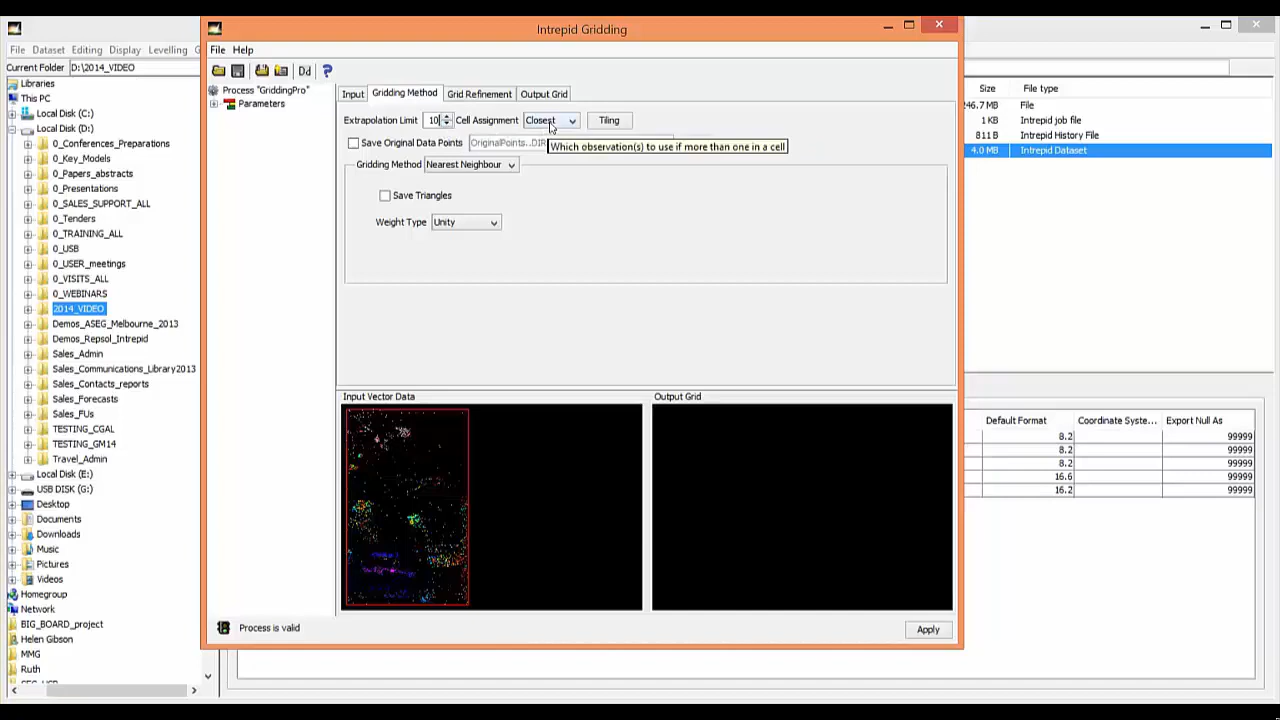 Intrepid Gridding
File Dataset Editing Display Levelling G
File Help
Current Folder D:\2014_VIDEO
Libraries
This PC
Local Disk (C:)
Local Disk (D:)
0_Conferences_Preparations
0_Key_Models
0_Papers_abstracts
0_Presentations
0_SALES_SUPPORT_ALL
0_Tenders
0_TRAINING_ALL
0_USB
0_USER_meetings
0_VISITS_ALL
0_WEBINARS
2014_VIDEO
Demos_ASEG_Melbourne_2013
Demos_Repsol_Intrepid
Sales_Admin
Sales_Communications_Library2013
Sales_Contacts_reports
Sales_Forecasts
Sales_FUs
TESTING_CGAL
TESTING_GM14
Travel_Admin
Local Disk (E:)
USB DISK (G:)
Desktop
Documents
Downloads
Music
Pictures
Videos
Homegroup
Network
BIG_BOARD_project
Helen Gibson
MMG
Ruth
Dd ?
Process "GriddingPro"
Parameters
Input Gridding Method Grid Refinement Output Grid
Extrapolation Limit 10 Cell Assignment Closest Tiling
Save Original Data Points OriginalPoints..DIR
Which observation(s) to use if more than one in a cell
Gridding Method Nearest Neighbour
Save Triangles
Weight Type Unity
Input Vector Data Output Grid
Process is valid
Apply
Size File type
246.7 MB File
1 KB Intrepid job file
811 B Intrepid History File
4.0 MB Intrepid Dataset
Default Format Coordinate Syste... Export Null As
8.2 99999
8.2 99999
8.2 99999
16.6 99999
16.2 99999